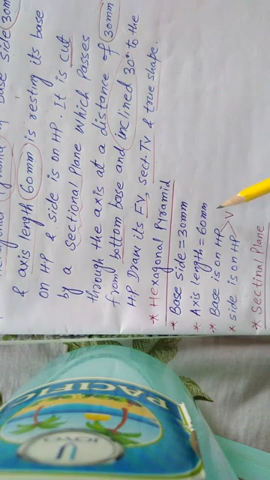 base side 30mm
& axis length 60mm is resting its base
on HP & side is on HP. It is cut
by a sectional Plane which passes
through the axis at a distance of 30mm
from bottom base and inclined 30° to the
HP Draw its FV, sect. TV & true shape.
* Hexagonal Pyramid
* Base side = 30mm
* Axis length = 60mm
* Base is on HP
* side is on HP > V
* Sectinal Plane
PACIFIC